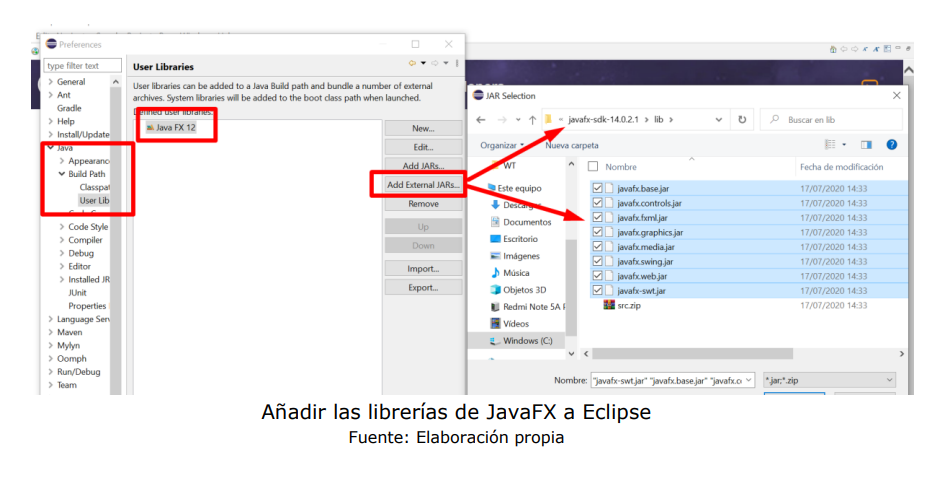 Preferences
type filter text
General
Ant
Gradle
Help
Install/Update
Java
Appearanc
Build Path
Classpat
User Lib
Code Style
Compiler
Debug
Editor
Installed JR
JUnit
Properties
Language Serv
Maven
Mylyn
Oomph
Run/Debug
Team
User Libraries
User libraries can be added to a Java Build path and bundle a number of external
archives. System libraries will be added to the boot class path when launched.
Defined user libraries:
Java FX 12
New...
Edit...
Add JARs...
Add External JARs...
Remove
Up
Down
Import...
Export...
JAR Selection
« javafx-sdk-14.0.2.1 > lib >
Buscar en lib
Organizar
Nueva carpeta
WT
Este equipo
Descargas
Documentos
Escritorio
Imágenes
Música
Objetos 3D
Redmi Note 5A F
Vídeos
Windows (C:)
Nombre
Fecha de modificación
javafx.base.jar 17/07/2020 14:33
javafx.controls.jar 17/07/2020 14:33
javafx.fxml.jar 17/07/2020 14:33
javafx.graphics.jar 17/07/2020 14:33
javafx.media.jar 17/07/2020 14:33
javafx.swing.jar 17/07/2020 14:33
javafx.web.jar 17/07/2020 14:33
javafx-swt.jar 17/07/2020 14:33
src.zip 17/07/2020 14:33
Nombre: "javafx-swt.jar" "javafx.base.jar" "javafx.co
*.jar;*.zip
Añadir las librerías de JavaFX a Eclipse
Fuente: Elaboración propia